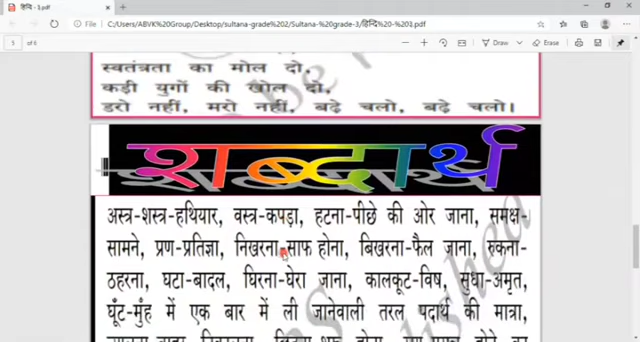 हिन्दी - 3.pdf
C:/Users/ABVK%20Group/Desktop/sultana-grade%202/Sultana-%20grade-3/हिन्दी%20-%203.pdf
5 of 6
Draw
Erase
स्वतंत्रता का मोल दो,
कड़ी युगों की खोल दो,
डरो नहीं, मरो नहीं, बढ़े चलो, बढ़े चलो।
शब्दार्थ
अस्त्र-शस्त्र-हथियार, वस्त्र-कपड़ा, हटना-पीछे की ओर जाना, समक्ष-
सामने, प्रण-प्रतिज्ञा, निखरना-साफ होना, बिखरना-फैल जाना, रुकना-
ठहरना, घटा-बादल, घिरना-घेरा जाना, कालकूट-विष, सुधा-अमृत,
घूँट-मुँह में एक बार में ली जानेवाली तरल पदार्थ की मात्रा,